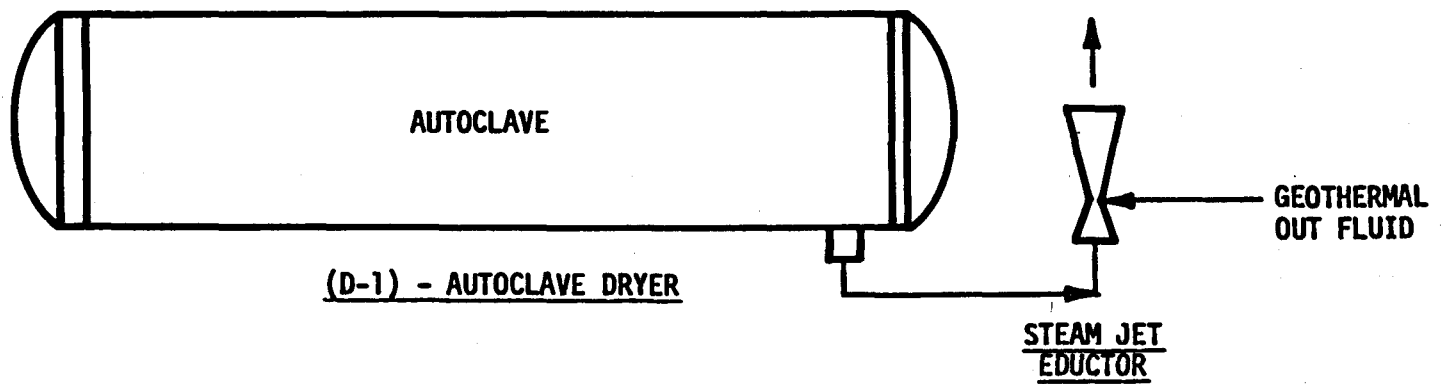 AUTOCLAVE
GEOTHERMAL
OUT FLUID
(D-1) - AUTOCLAVE DRYER
STEAM JET
EDUCTOR